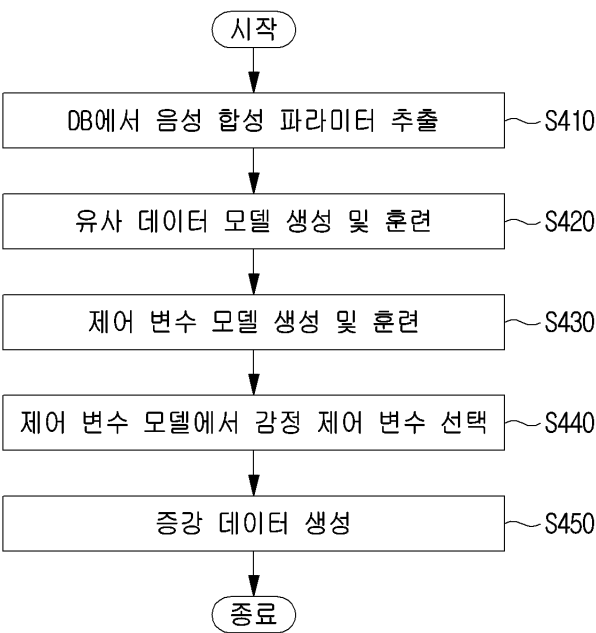 시작
DB에서 음성 합성 파라미터 추출 S410
유사 데이터 모델 생성 및 훈련 S420
제어 변수 모델 생성 및 훈련 S430
제어 변수 모델에서 감정 제어 변수 선택 S440
증강 데이터 생성 S450
종료